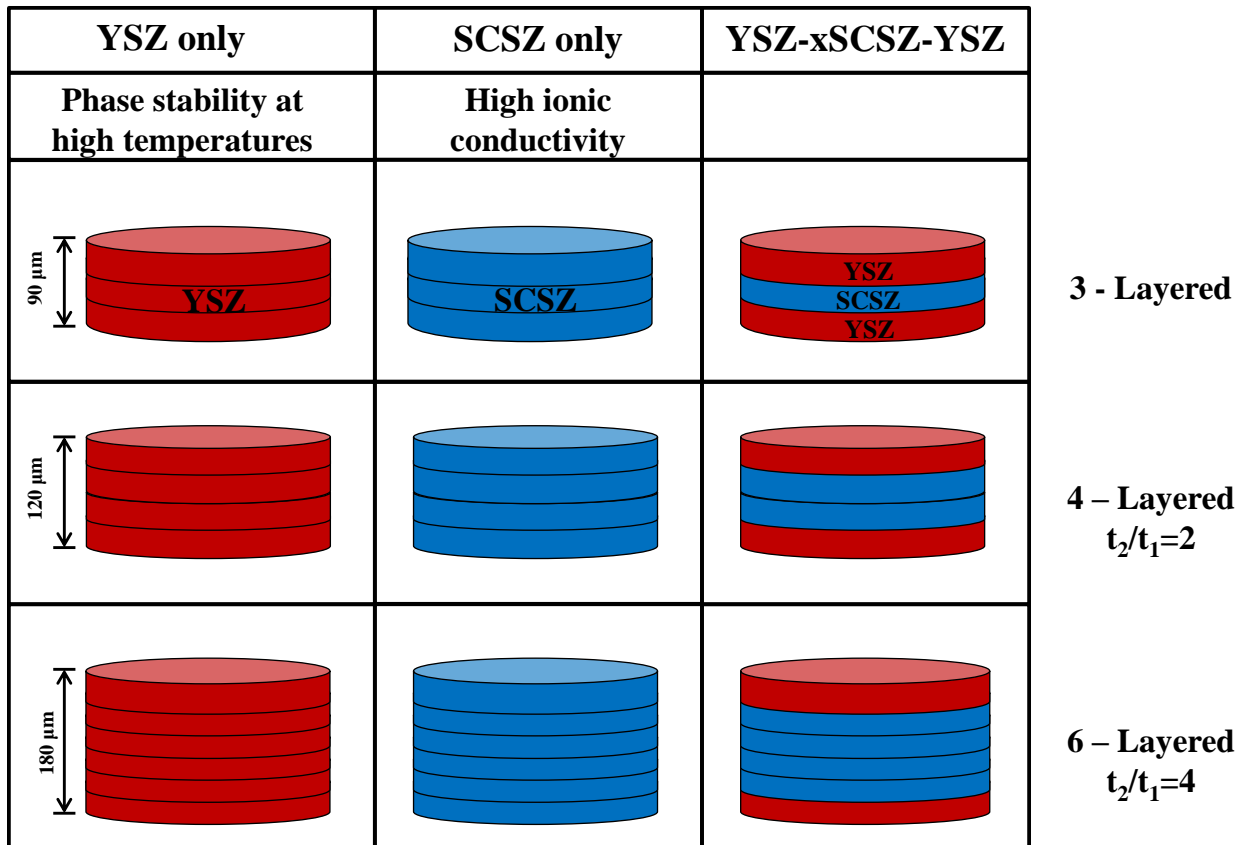 YSZ only
SCSZ only
YSZ-xSCSZ-YSZ
Phase stability at
high temperatures
High ionic
conductivity
90 µm
YSZ
SCSZ
YSZ
SCSZ
YSZ
3 - Layered
120 µm
4 – Layered
t₂/t₁=2
180 µm
6 – Layered
t₂/t₁=4